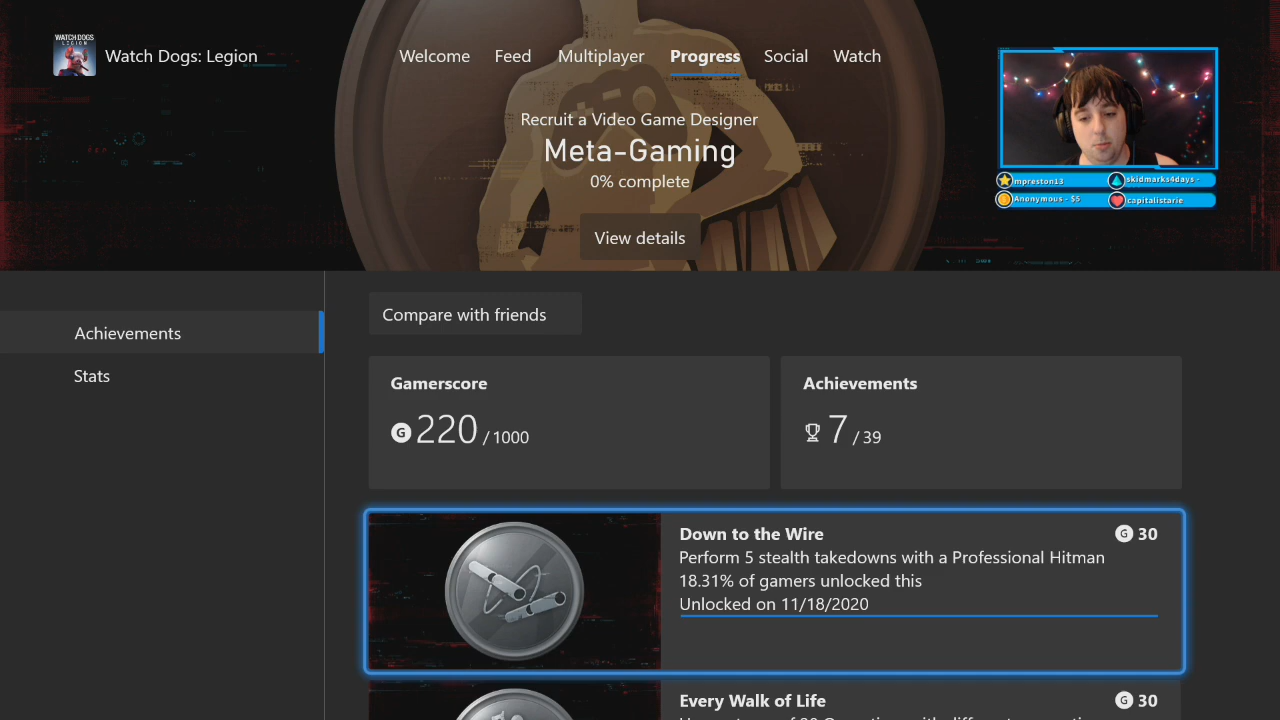 WATCH DOGS
LEGION
Watch Dogs: Legion
Welcome
Feed
Multiplayer
Progress
Social
Watch
Recruit a Video Game Designer
Meta-Gaming
0% complete
View details
mpreston13
skidmarks4days -
Anonymous - $5
capitalistarie
Achievements
Stats
Compare with friends
Gamerscore
G 220 / 1000
Achievements
7 / 39
Down to the Wire
G 30
Perform 5 stealth takedowns with a Professional Hitman
18.31% of gamers unlocked this
Unlocked on 11/18/2020
Every Walk of Life
G 30